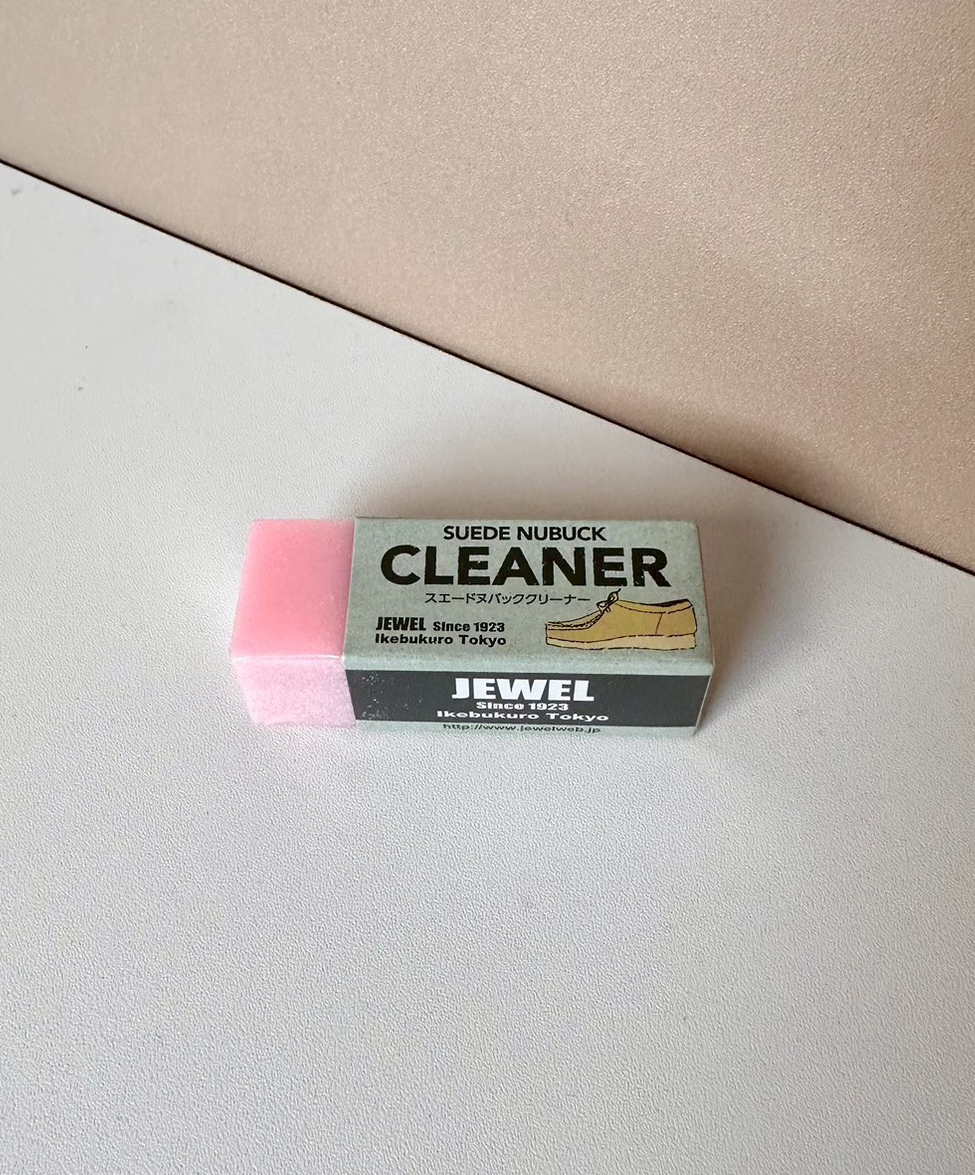 SUEDE NUBUCK
CLEANER
スエードヌバッククリーナー
JEWEL Since 1923
Ikebukuro Tokyo
JEWEL
Since 1923
Ikebukuro Tokyo
http://www.jewelweb.jp